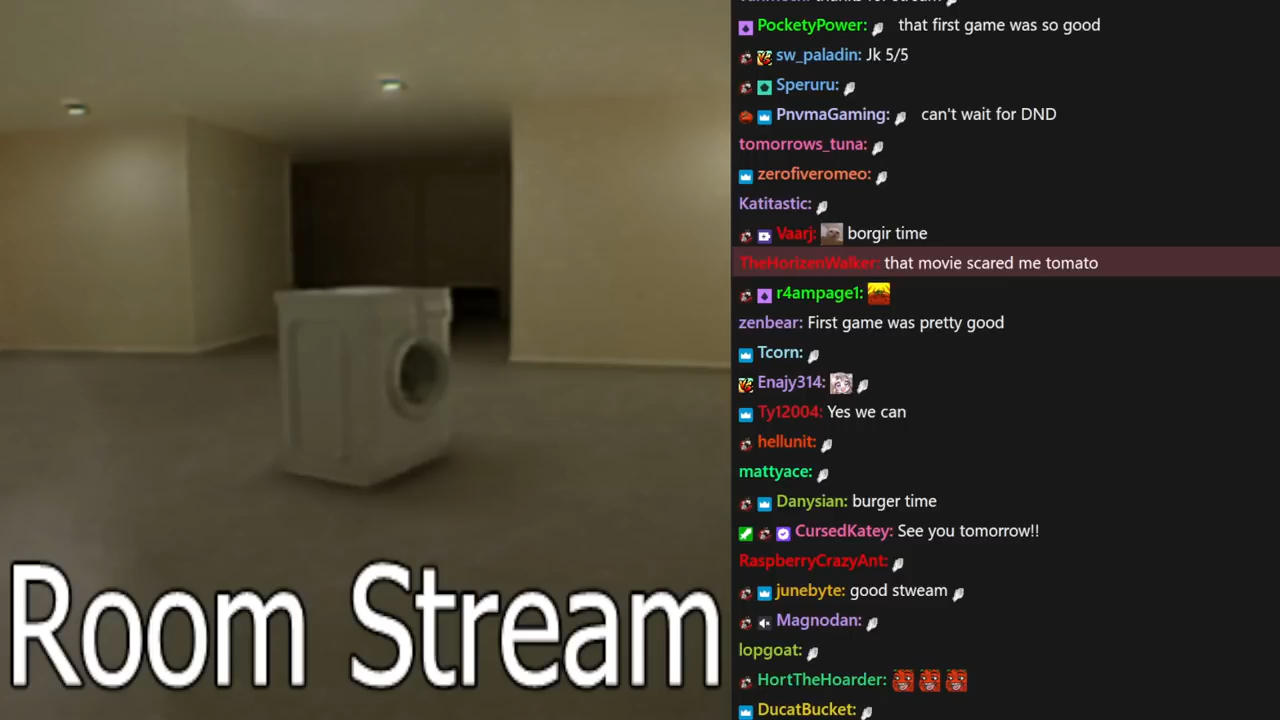 PocketyPower: that first game was so good
sw_paladin: Jk 5/5
Speruru:
PnvmaGaming: can't wait for DND
tomorrows_tuna:
zerofiveromeo:
Katitastic:
Vaarj: borgir time
TheHorizenWalker: that movie scared me tomato
r4ampage1:
zenbear: First game was pretty good
Tcorn:
Enajy314:
Ty12004: Yes we can
hellunit:
mattyace:
Danysian: burger time
CursedKatey: See you tomorrow!!
RaspberryCrazyAnt:
junebyte: good stweam
Magnodan:
lopgoat:
HortTheHoarder:
DucatBucket:
Room Stream